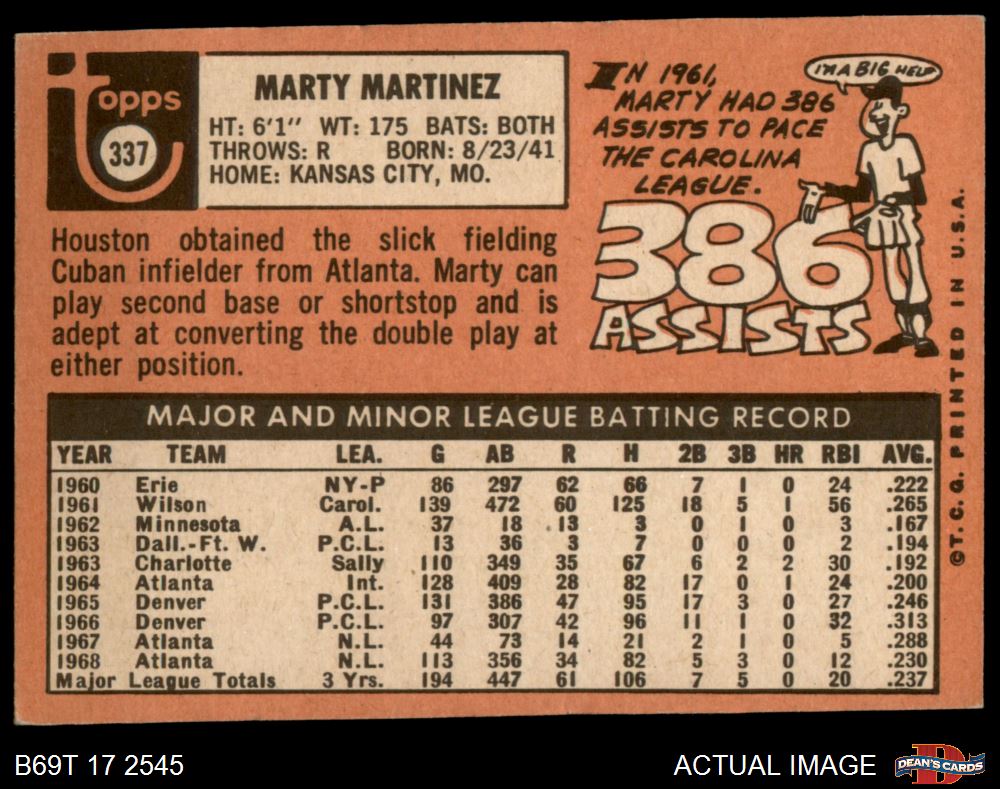 topps
337
MARTY MARTINEZ
HT: 6'1" WT: 175 BATS: BOTH
THROWS: R BORN: 8/23/41
HOME: KANSAS CITY, MO.
Houston obtained the slick fielding
Cuban infielder from Atlanta. Marty can
play second base or shortstop and is
adept at converting the double play at
either position.
IN 1961,
MARTY HAD 386
ASSISTS TO PACE
THE CAROLINA
LEAGUE.
I'M A BIG HELP
386
ASSISTS
©T.C.G. PRINTED IN U.S.A.
MAJOR AND MINOR LEAGUE BATTING RECORD
YEAR TEAM LEA. G AB R H 2B 3B HR RBI AVG.
1960 Erie NY-P 86 297 62 66 7 1 0 24 .222
1961 Wilson Carol. 139 472 60 125 18 5 1 56 .265
1962 Minnesota A.L. 37 18 13 3 0 1 0 3 .167
1963 Dall.-Ft. W. P.C.L. 13 36 3 7 0 0 0 2 .194
1963 Charlotte Sally 110 349 35 67 6 2 2 30 .192
1964 Atlanta Int. 128 409 28 82 17 0 1 24 .200
1965 Denver P.C.L. 131 386 47 95 17 3 0 27 .246
1966 Denver P.C.L. 97 307 42 96 11 1 0 32 .313
1967 Atlanta N.L. 44 73 14 21 2 1 0 5 .288
1968 Atlanta N.L. 113 356 34 82 5 3 0 12 .230
Major League Totals 3 Yrs. 194 447 61 106 7 5 0 20 .237
B69T 17 2545
ACTUAL IMAGE
DEAN'S CARDS